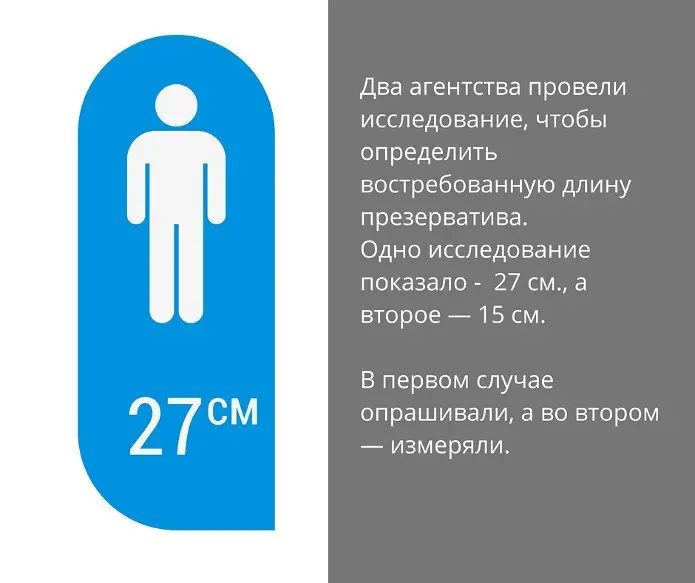 27см
Два агентства провели
исследование, чтобы
определить
востребованную длину
презерватива.
Одно исследование
показало - 27 см., а
второе — 15 см.
В первом случае
опрашивали, а во втором
— измеряли.